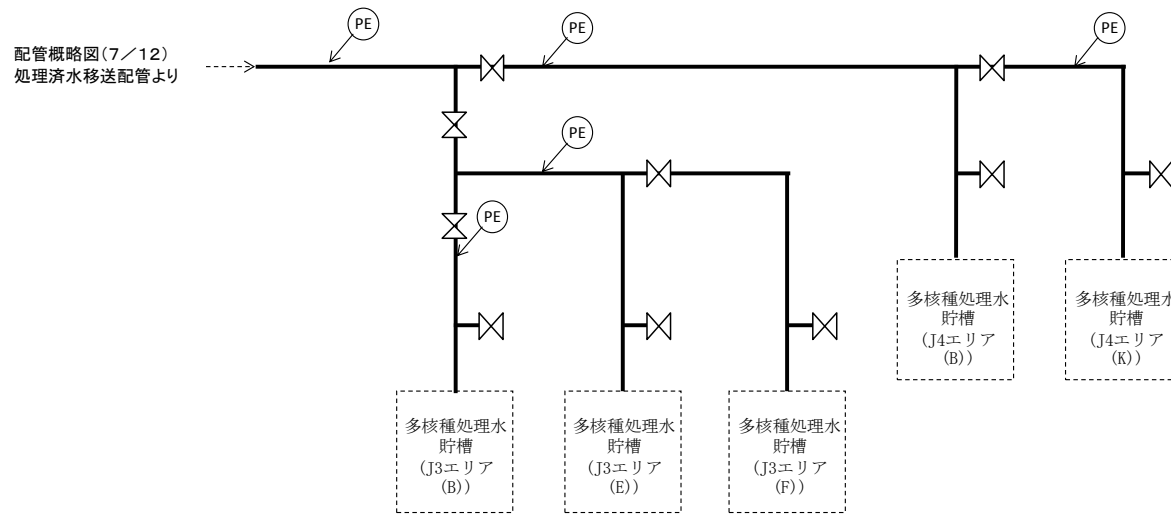 PE
配管概略図(7／12)
処理済水移送配管より
PE
PE
PE
PE
多核種処理水
貯槽
(J4エリア
(B))
多核種処理水
貯槽
(J4エリア
(K))
多核種処理水
貯槽
(J3エリア
(B))
多核種処理水
貯槽
(J3エリア
(E))
多核種処理水
貯槽
(J3エリア
(F))